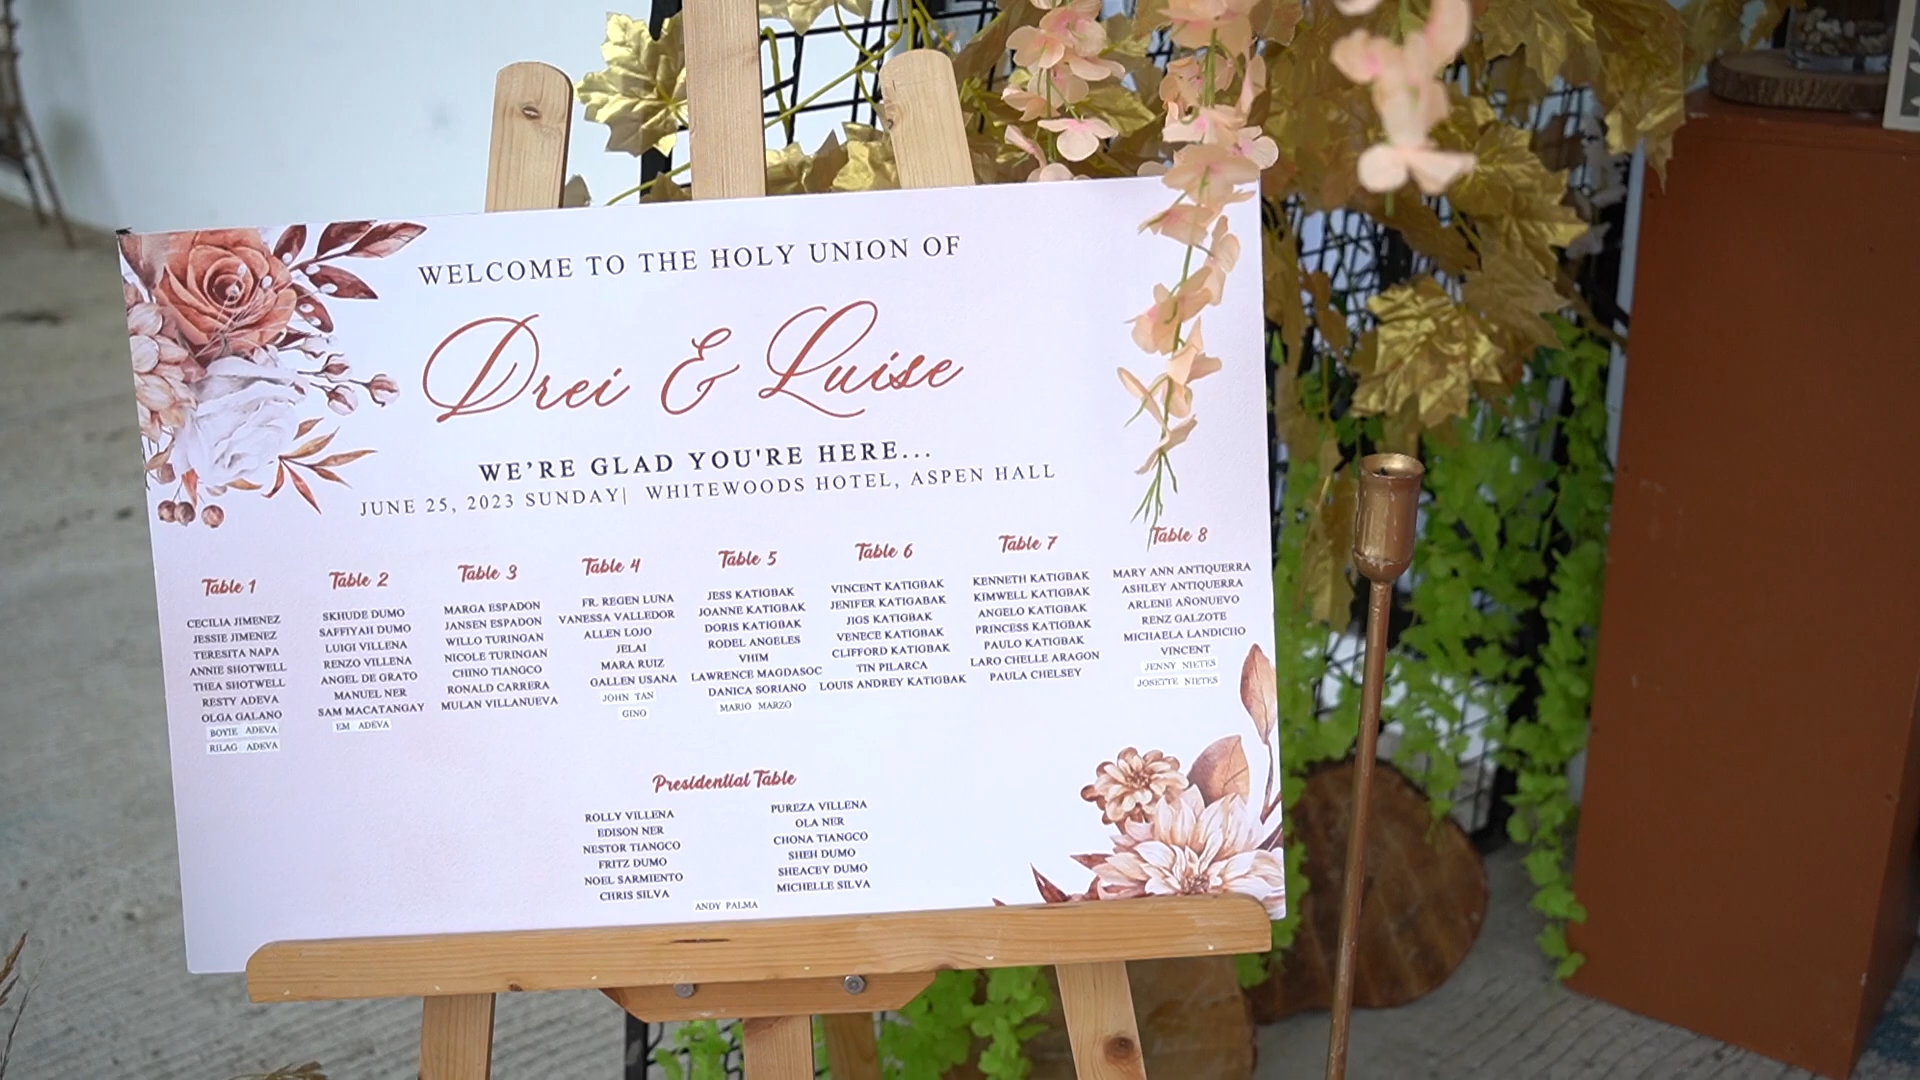 WELCOME TO THE HOLY UNION OF
Drei & Luise
WE'RE GLAD YOU'RE HERE...
JUNE 25, 2023 SUNDAY| WHITEWOODS HOTEL, ASPEN HALL
Table 1
CECILIA JIMENEZ
JESSIE JIMENEZ
TERESITA NAPA
ANNIE SHOTWELL
THEA SHOTWELL
RESTY ADEVA
OLGA GALANO
BOYIE ADEVA
RILAG ADEVA
Table 2
SKHUDE DUMO
SAFFIYAH DUMO
LUIGI VILLENA
RENZO VILLENA
ANGEL DE GRATO
MANUEL NER
SAM MACATANGAY
EM ADEVA
Table 3
MARGA ESPADON
JANSEN ESPADON
WILLO TURINGAN
NICOLE TURINGAN
CHINO TIANGCO
RONALD CARRERA
MULAN VILLANUEVA
Table 4
FR. REGEN LUNA
VANESSA VALLEDOR
ALLEN LOJO
JELAI
MARA RUIZ
GALLEN USANA
JOHN TAN
GINO
Table 5
JESS KATIGBAK
JOANNE KATIGBAK
DORIS KATIGBAK
RODEL ANGELES
VHIM
LAWRENCE MAGDASOC
DANICA SORIANO
MARIO MARZO
Table 6
VINCENT KATIGBAK
JENIFER KATIGABAK
JIGS KATIGBAK
VENECE KATIGBAK
CLIFFORD KATIGBAK
TIN PILARCA
LOUIS ANDREY KATIGBAK
Table 7
KENNETH KATIGBAK
KIMWELL KATIGBAK
ANGELO KATIGBAK
PRINCESS KATIGBAK
PAULO KATIGBAK
LARO CHELLE ARAGON
PAULA CHELSEY
Table 8
MARY ANN ANTIQUERRA
ASHLEY ANTIQUERRA
ARLENE AÑONUEVO
RENZ GALZOTE
MICHAELA LANDICHO
VINCENT
JENNY NIETES
JOSETTE NIETES
Presidential Table
ROLLY VILLENA
EDISON NER
NESTOR TIANGCO
FRITZ DUMO
NOEL SARMIENTO
CHRIS SILVA
PUREZA VILLENA
OLA NER
CHONA TIANGCO
SHEH DUMO
SHEACEY DUMO
MICHELLE SILVA
ANDY PALMA